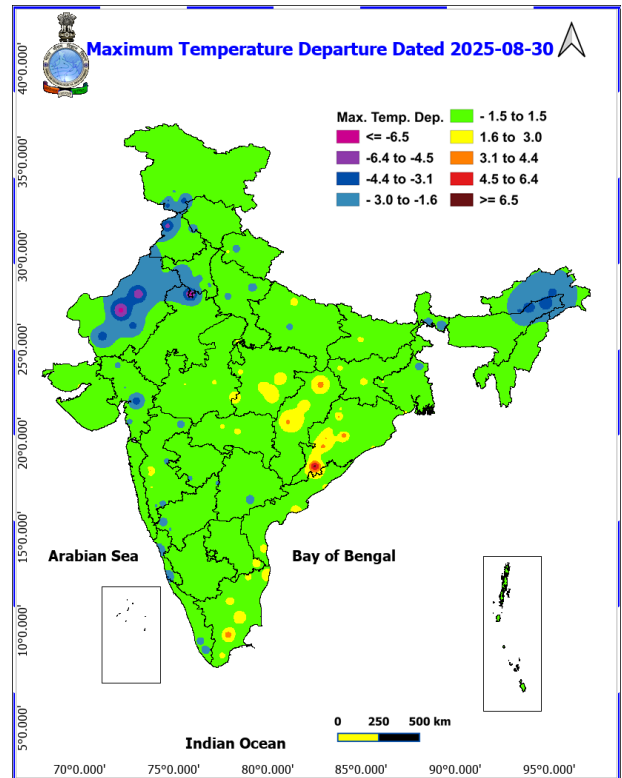 Maximum Temperature Departure Dated 2025-08-30
Max. Temp. Dep.
<= -6.5
-6.4 to -4.5
-4.4 to -3.1
- 3.0 to -1.6
- 1.5 to 1.5
1.6 to 3.0
3.1 to 4.4
4.5 to 6.4
>= 6.5
40°0.000'
35°0.000'
30°0.000'
25°0.000'
20°0.000'
15°0.000'
10°0.000'
5°0.000'
Arabian Sea
Bay of Bengal
Indian Ocean
0 250 500 km
70°0.000' 75°0.000' 80°0.000' 85°0.000' 90°0.000' 95°0.000'